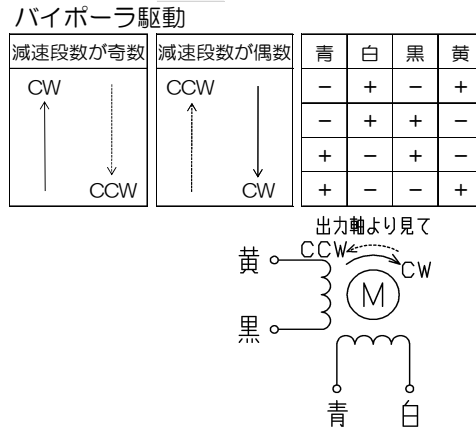 バイポーラ駆動
減速段数が奇数 減速段数が偶数 青 白 黒 黄
CW CCW － ＋ － ＋
－ ＋ ＋ －
＋ － ＋ －
CCW CW ＋ － － ＋
出力軸より見て
黄 CCW CW
M
黒
青 白